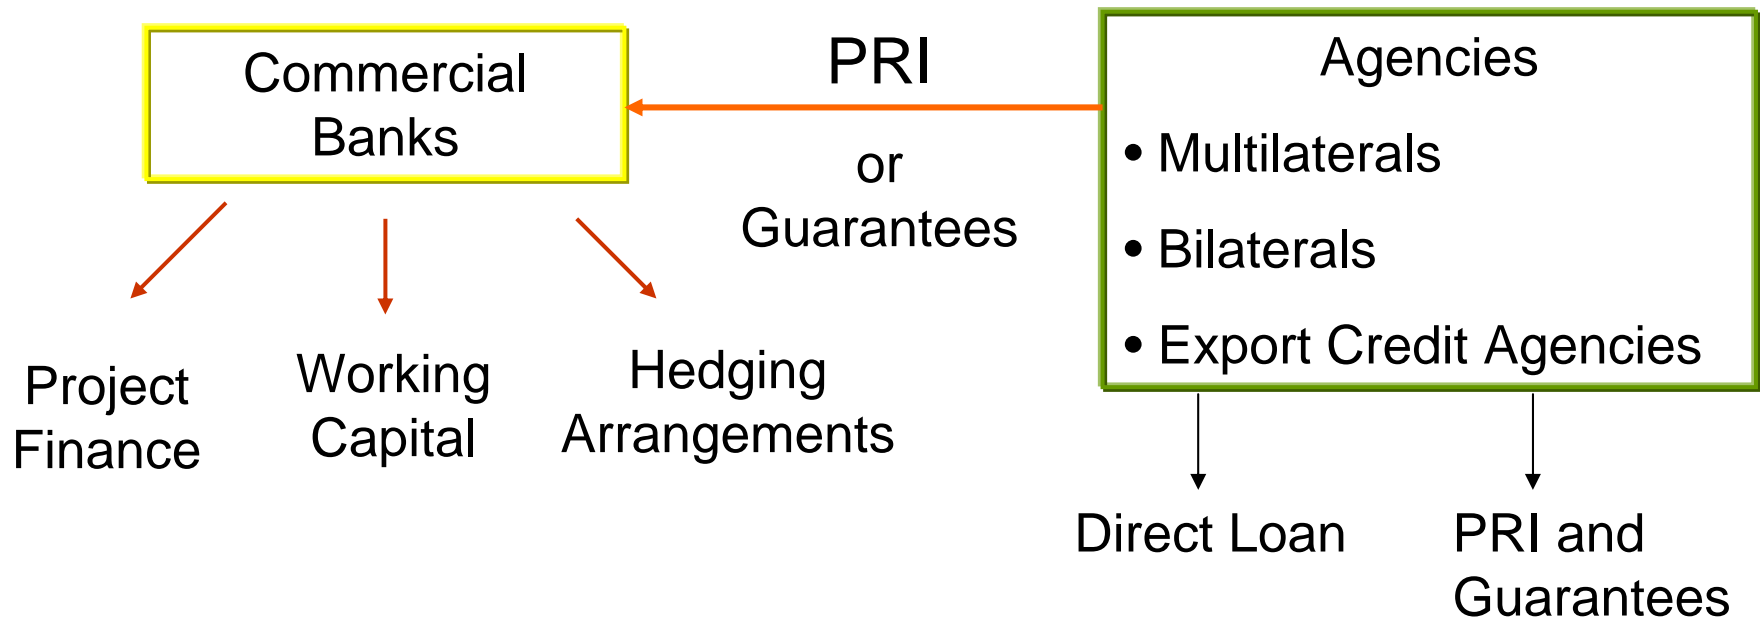 Commercial
Banks
PRI
or
Guarantees
Agencies
• Multilaterals
• Bilaterals
• Export Credit Agencies
Project
Finance
Working
Capital
Hedging
Arrangements
Direct Loan
PRI and
Guarantees